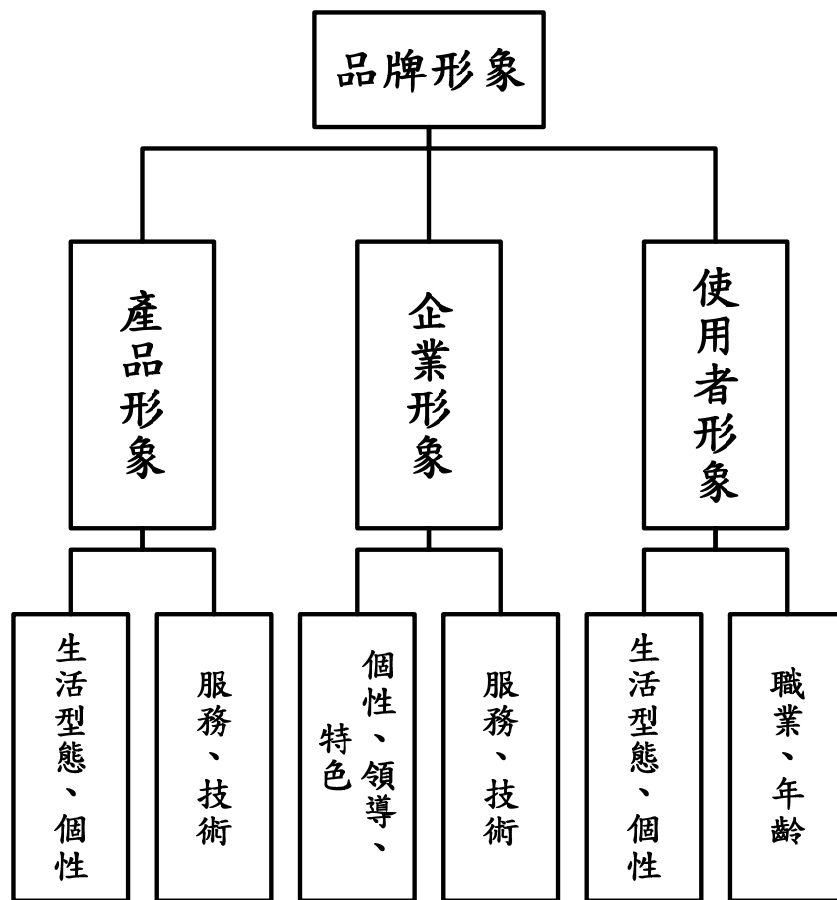 品牌形象
產品形象
企業形象
使用者形象
生活型態、個性
服務、技術
個性、領導、
特色
服務、技術
生活型態、個性
職業、年齡